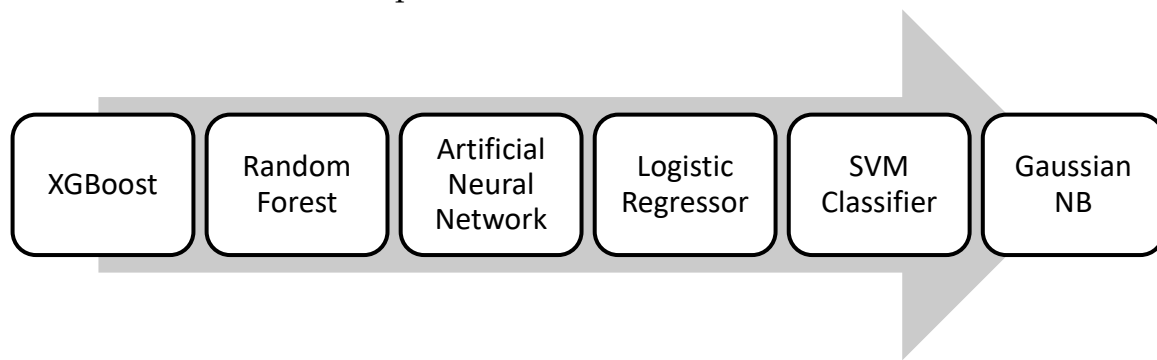 XGBoost
Random
Forest
Artificial
Neural
Network
Logistic
Regressor
SVM
Classifier
Gaussian
NB